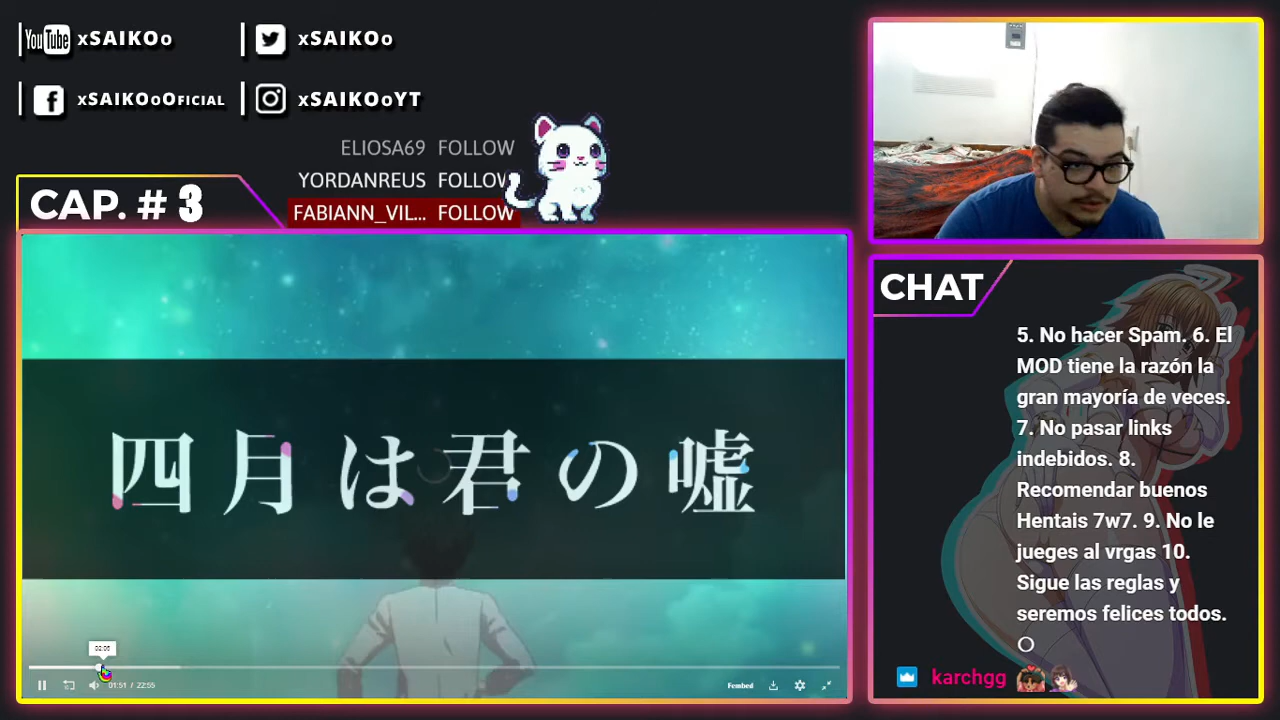 YouTube xSAIKOo
xSAIKOo
xSAIKOoOficial
xSAIKOoYT
ELIOSA69 FOLLOW
YORDANREUS FOLLOW
FABIANN_VIL... FOLLOW
CAP. # 3
四月は君の嘘
02:05
01:51 / 22:55
Fembed
CHAT
5. No hacer Spam. 6. El
MOD tiene la razón la
gran mayoría de veces.
7. No pasar links
indebidos. 8.
Recomendar buenos
Hentais 7w7. 9. No le
jueges al vrgas 10.
Sigue las reglas y
seremos felices todos.
karchgg